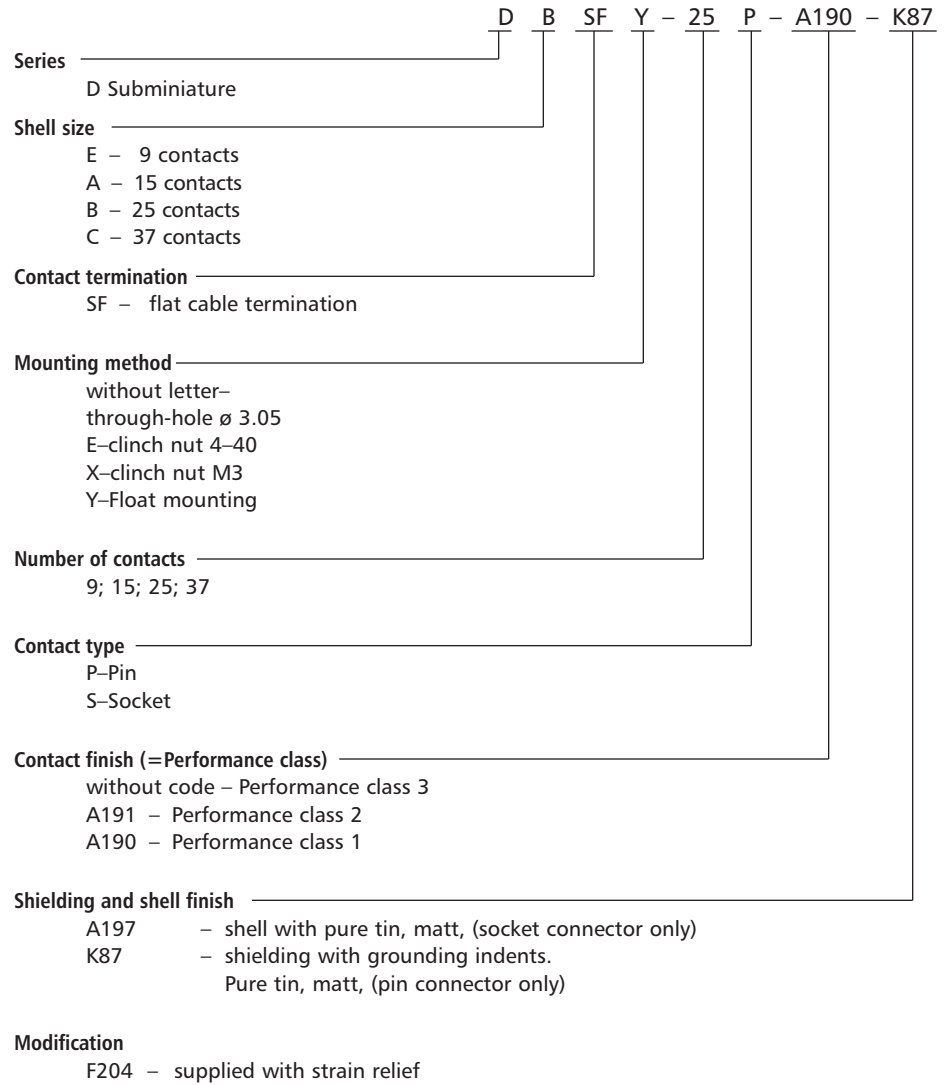 D B SF Y – 25 P – A190 – K87
Series
D Subminiature
Shell size
E – 9 contacts
A – 15 contacts
B – 25 contacts
C – 37 contacts
Contact termination
SF – flat cable termination
Mounting method
without letter–
through-hole ø 3.05
E–clinch nut 4–40
X–clinch nut M3
Y–Float mounting
Number of contacts
9; 15; 25; 37
Contact type
P–Pin
S–Socket
Contact finish (=Performance class)
without code – Performance class 3
A191 – Performance class 2
A190 – Performance class 1
Shielding and shell finish
A197 – shell with pure tin, matt, (socket connector only)
K87 – shielding with grounding indents.
Pure tin, matt, (pin connector only)
Modification
F204 – supplied with strain relief